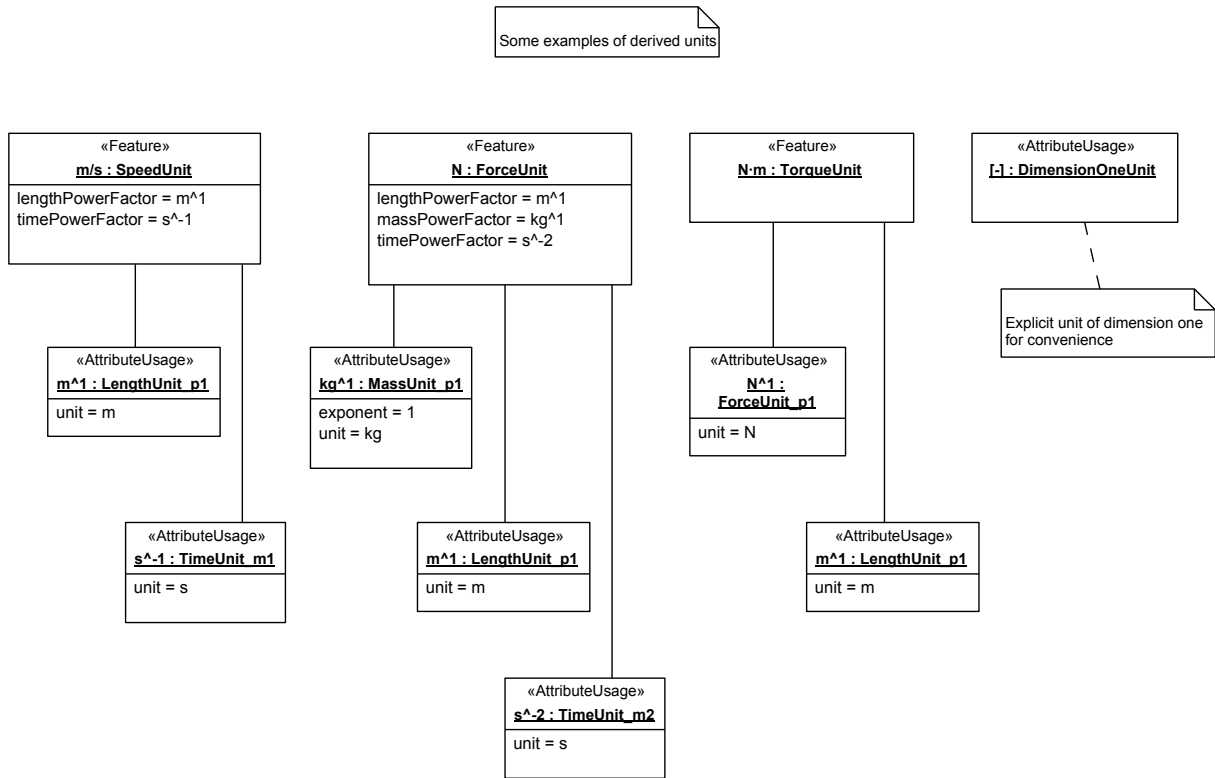 Some examples of derived units
«Feature»
m/s : SpeedUnit
lengthPowerFactor = m^1
timePowerFactor = s^-1
«Feature»
N : ForceUnit
lengthPowerFactor = m^1
massPowerFactor = kg^1
timePowerFactor = s^-2
«Feature»
N·m : TorqueUnit
«AttributeUsage»
[-] : DimensionOneUnit
Explicit unit of dimension one
for convenience
«AttributeUsage»
m^1 : LengthUnit_p1
unit = m
«AttributeUsage»
kg^1 : MassUnit_p1
exponent = 1
unit = kg
«AttributeUsage»
N^1 :
ForceUnit_p1
unit = N
«AttributeUsage»
s^-1 : TimeUnit_m1
unit = s
«AttributeUsage»
m^1 : LengthUnit_p1
unit = m
«AttributeUsage»
m^1 : LengthUnit_p1
unit = m
«AttributeUsage»
s^-2 : TimeUnit_m2
unit = s